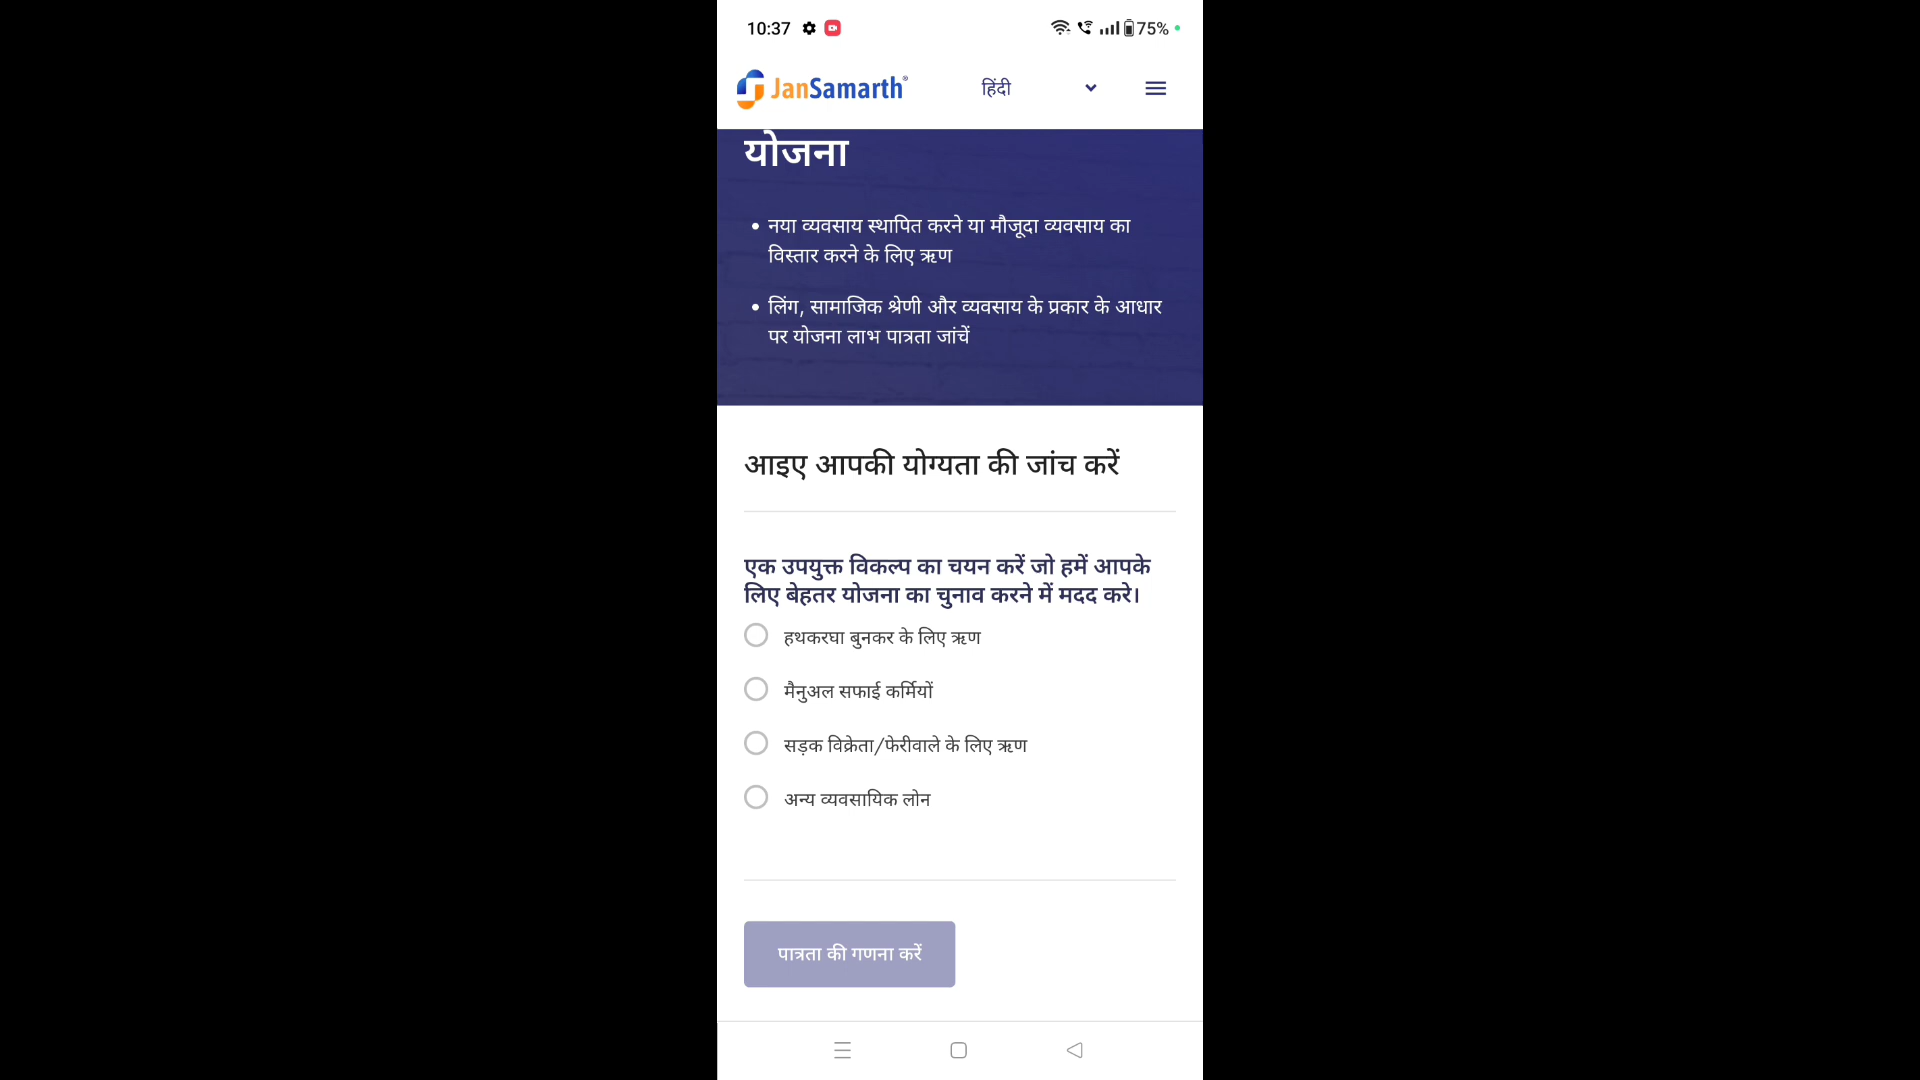 10:37
75%
JanSamarth®
हिंदी
योजना
• नया व्यवसाय स्थापित करने या मौजूदा व्यवसाय का
विस्तार करने के लिए ऋण
• लिंग, सामाजिक श्रेणी और व्यवसाय के प्रकार के आधार
पर योजना लाभ पात्रता जांचें
आइए आपकी योग्यता की जांच करें
एक उपयुक्त विकल्प का चयन करें जो हमें आपके
लिए बेहतर योजना का चुनाव करने में मदद करे।
हथकरघा बुनकर के लिए ऋण
मैनुअल सफाई कर्मियों
सड़क विक्रेता/फेरीवाले के लिए ऋण
अन्य व्यवसायिक लोन
पात्रता की गणना करें